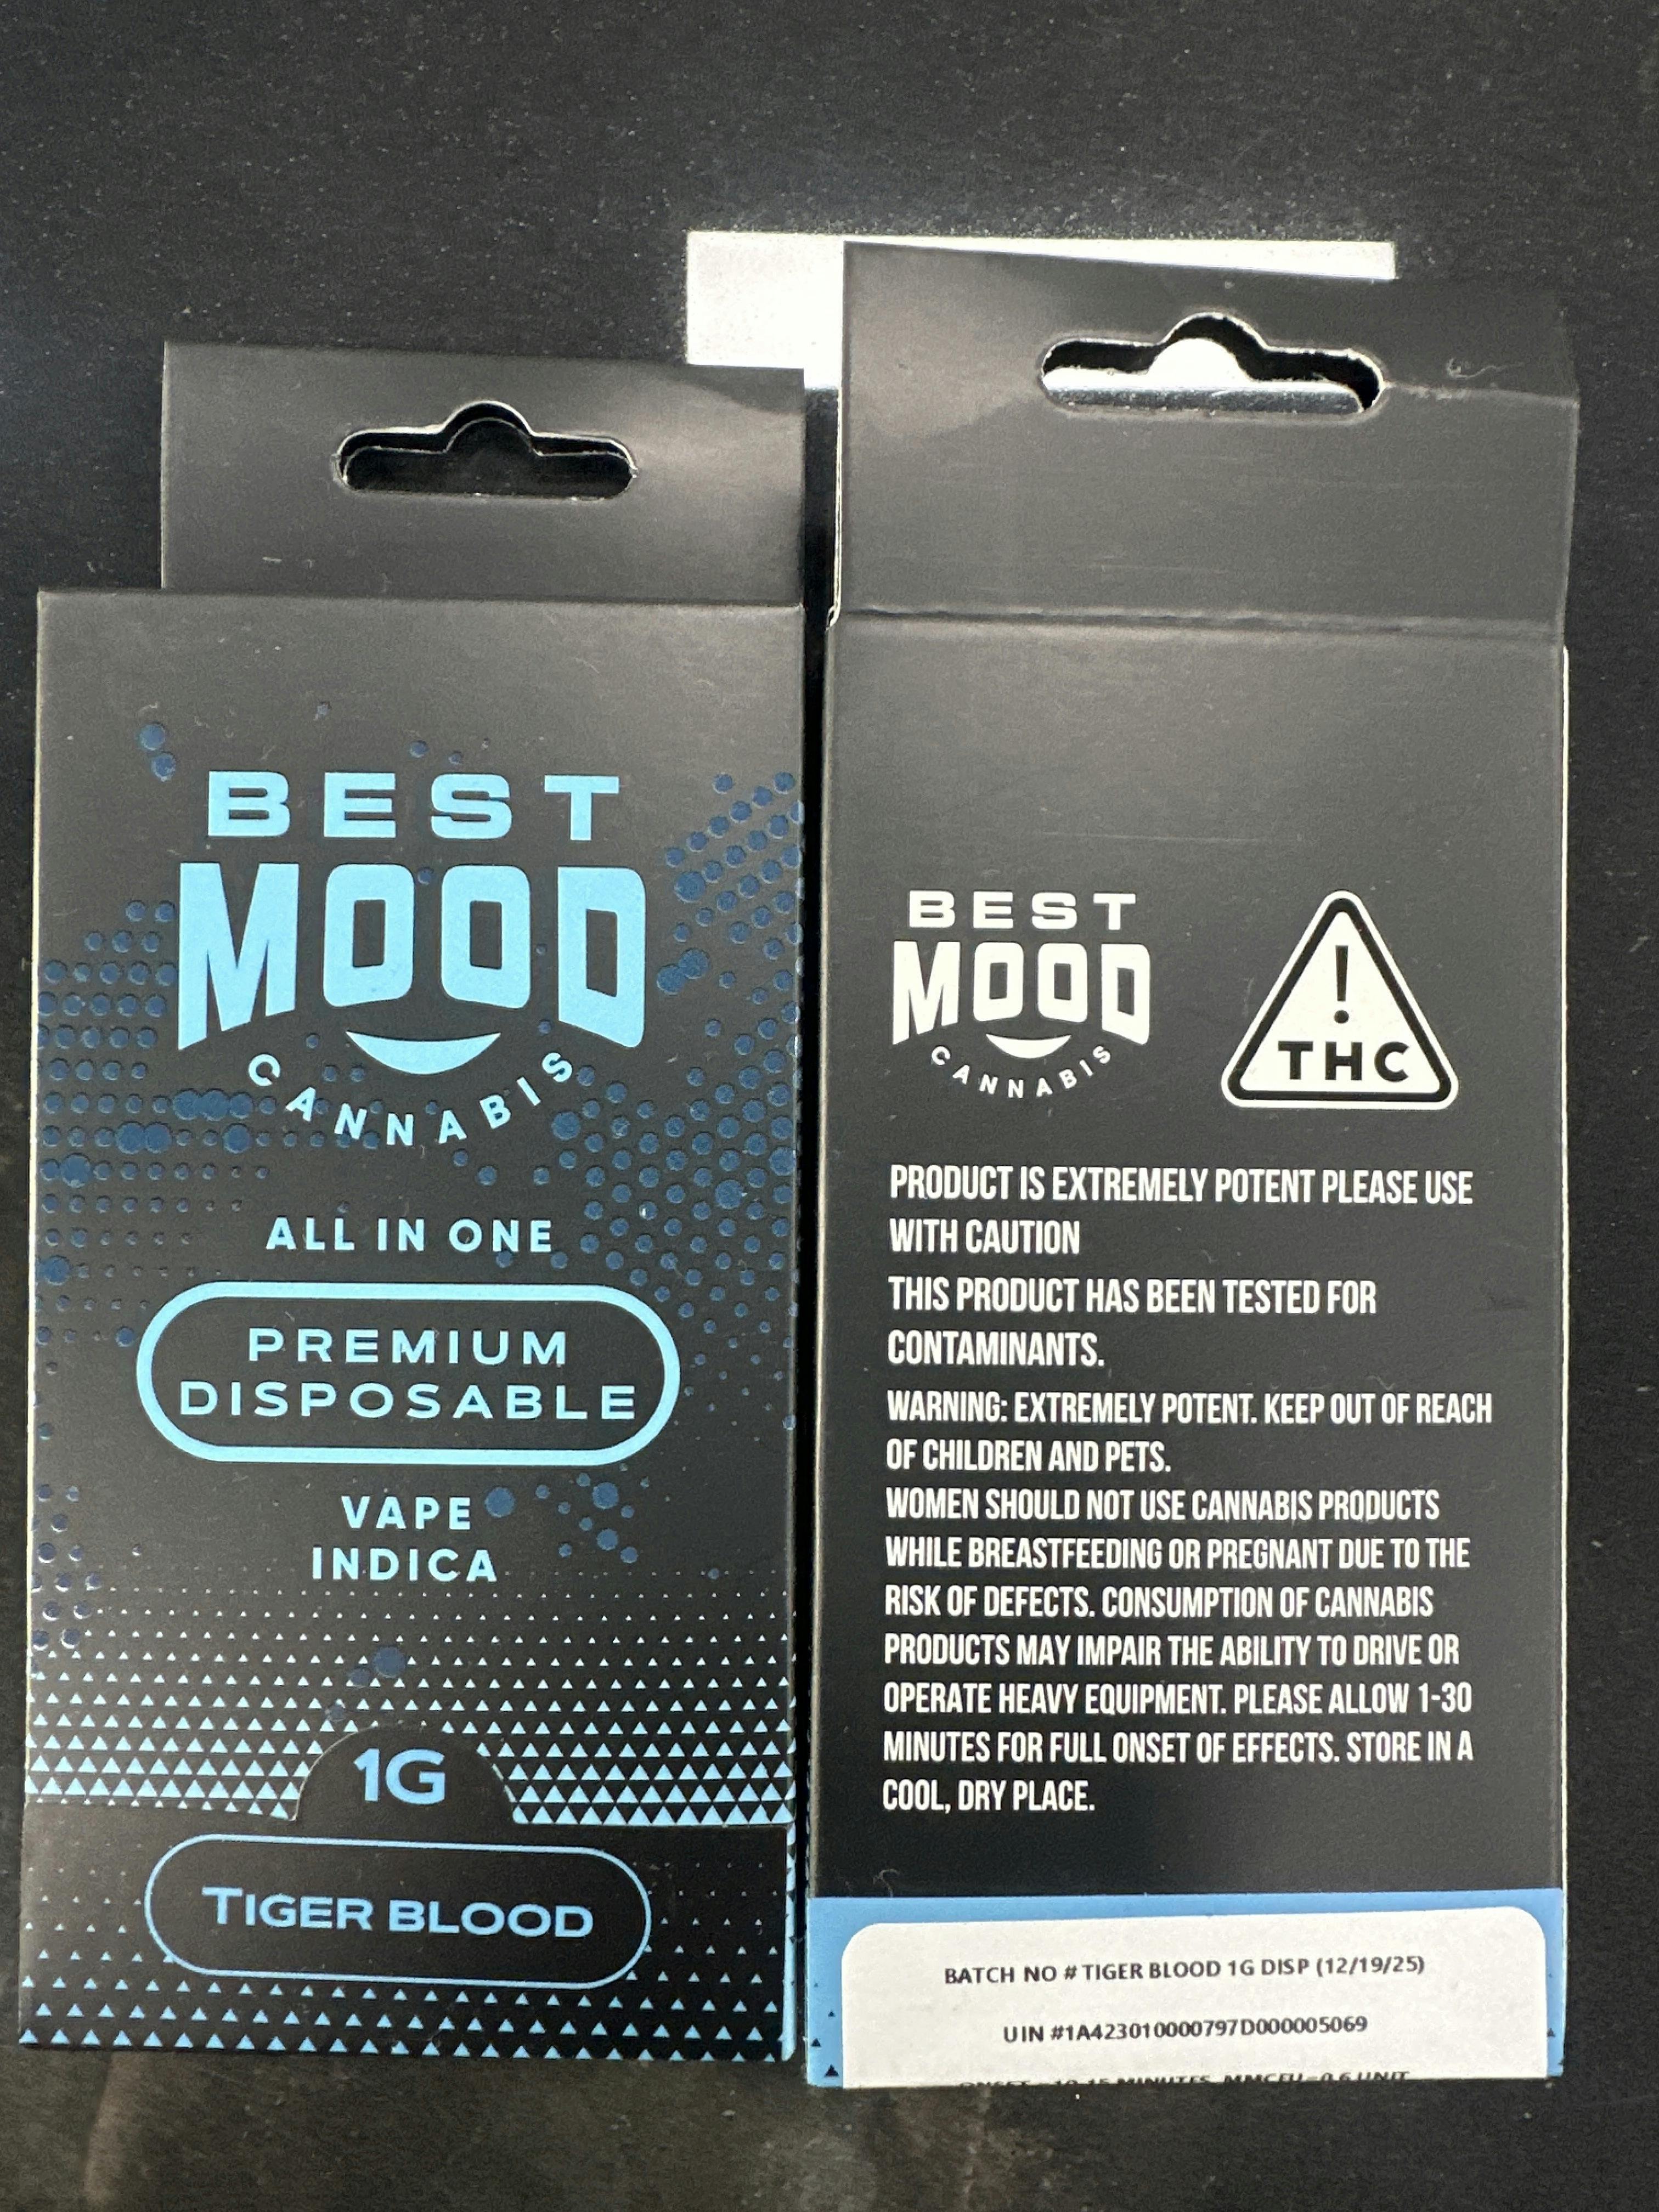 BEST
MOOD
CANNABIS
ALL IN ONE
PREMIUM
DISPOSABLE
VAPE
INDICA
1G
TIGER BLOOD
BEST
MOOD
CANNABIS
!
THC
PRODUCT IS EXTREMELY POTENT PLEASE USE
WITH CAUTION
THIS PRODUCT HAS BEEN TESTED FOR
CONTAMINANTS.
WARNING: EXTREMELY POTENT. KEEP OUT OF REACH
OF CHILDREN AND PETS.
WOMEN SHOULD NOT USE CANNABIS PRODUCTS
WHILE BREASTFEEDING OR PREGNANT DUE TO THE
RISK OF DEFECTS. CONSUMPTION OF CANNABIS
PRODUCTS MAY IMPAIR THE ABILITY TO DRIVE OR
OPERATE HEAVY EQUIPMENT. PLEASE ALLOW 1-30
MINUTES FOR FULL ONSET OF EFFECTS. STORE IN A
COOL, DRY PLACE.
BATCH NO # TIGER BLOOD 1G DISP (12/19/25)
UIN #1A423010000797D000005069
MINUTES